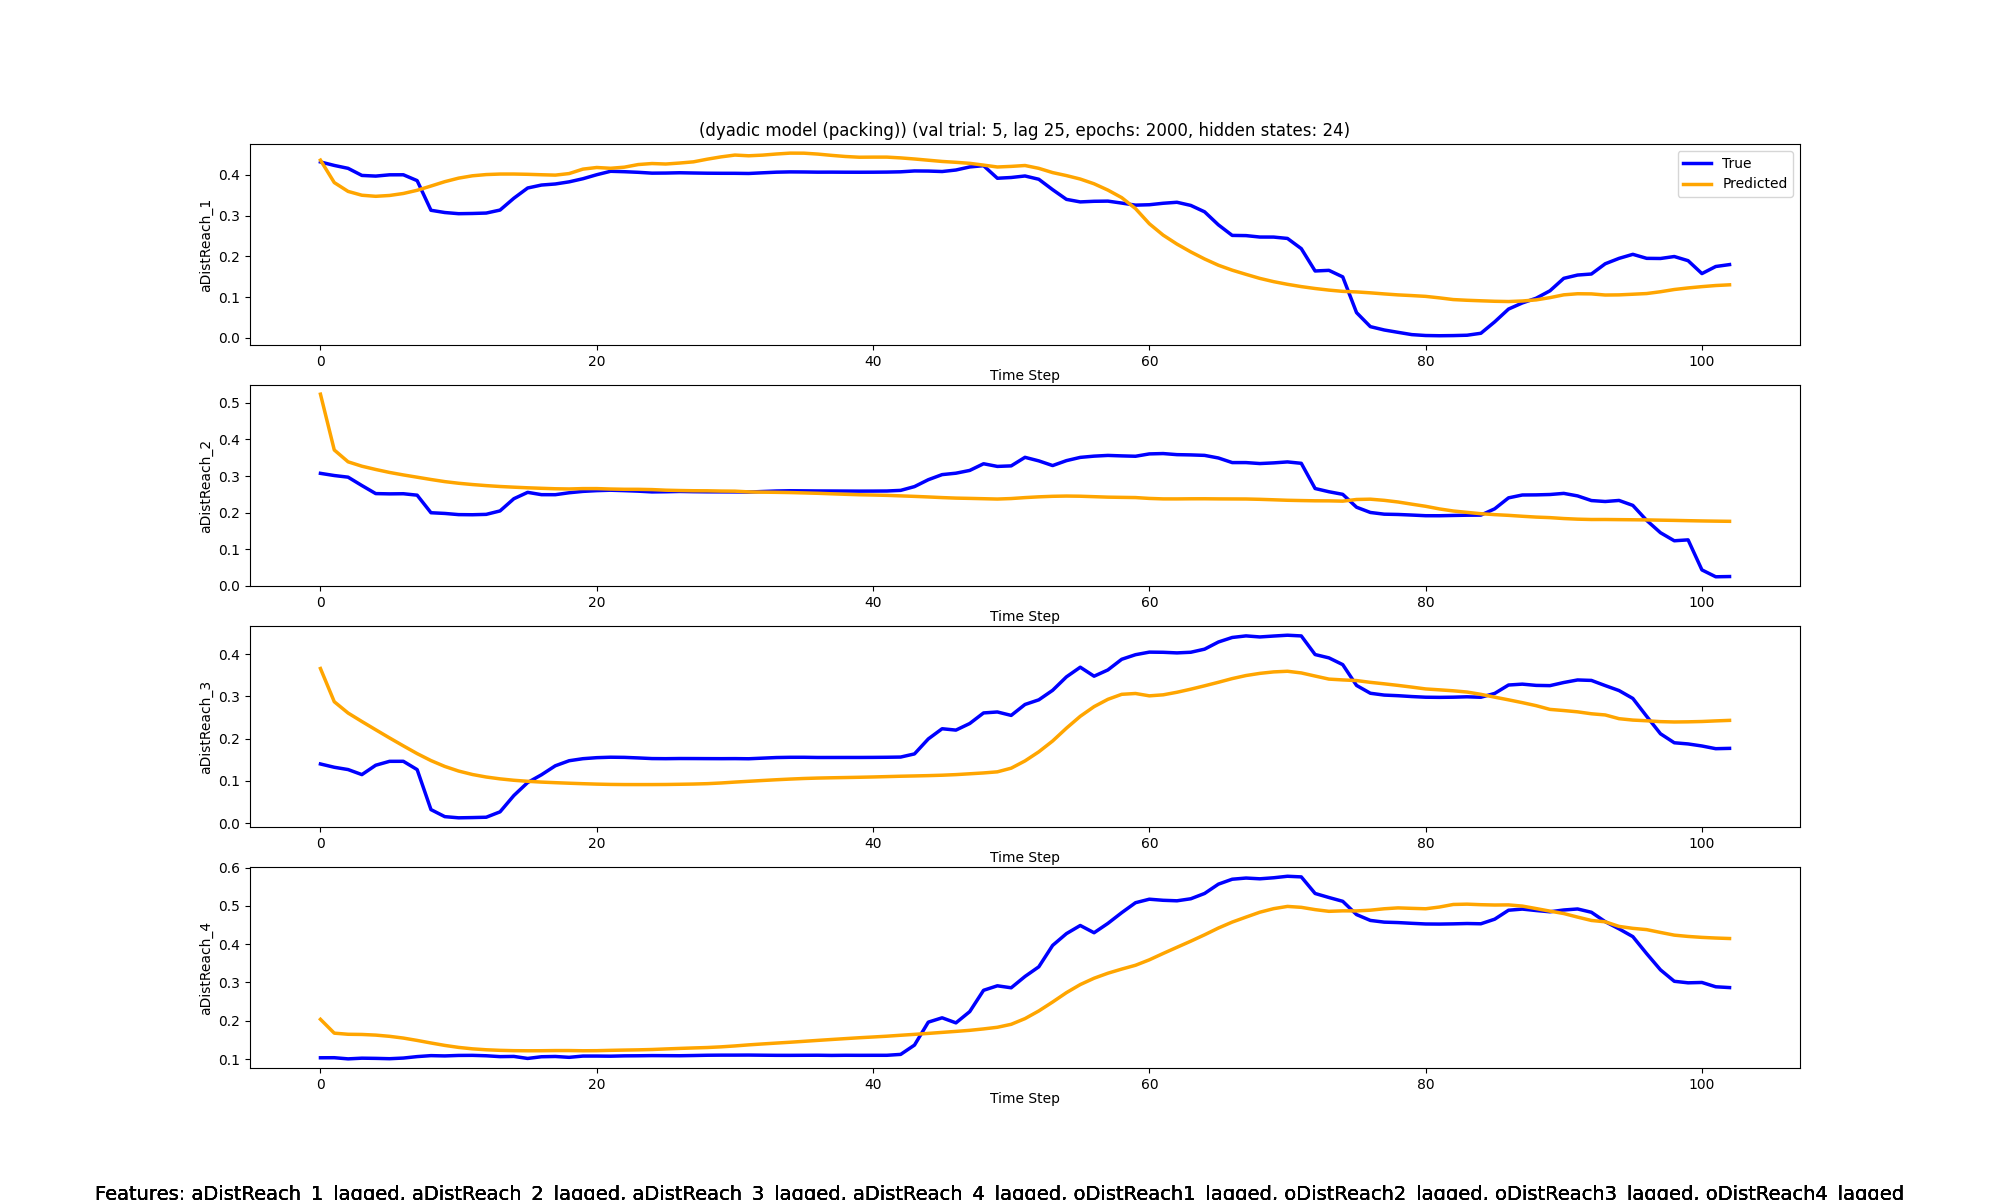 (dyadic model (packing)) (val trial: 5, lag 25, epochs: 2000, hidden states: 24)
True
Predicted
aDistReach_1
0.4
0.3
0.2
0.1
0.0
0 20 40 60 80 100
Time Step
aDistReach_2
0.5
0.4
0.3
0.2
0.1
0.0
0 20 40 60 80 100
Time Step
aDistReach_3
0.4
0.3
0.2
0.1
0.0
0 20 40 60 80 100
Time Step
aDistReach_4
0.6
0.5
0.4
0.3
0.2
0.1
0 20 40 60 80 100
Time Step
Features: aDistReach_1_lagged, aDistReach_2_lagged, aDistReach_3_lagged, aDistReach_4_lagged, oDistReach1_lagged, oDistReach2_lagged, oDistReach3_lagged, oDistReach4_lagged